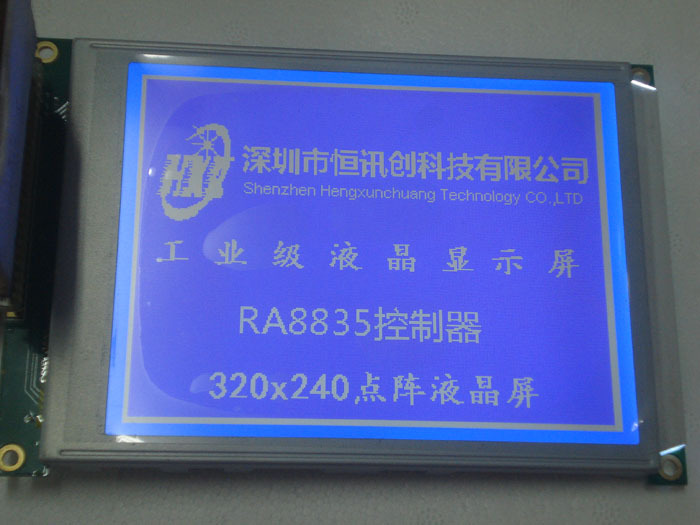 深圳市恒讯创科技有限公司
Shenzhen Hengxunchuang Technology CO.,LTD
工业级液晶显示屏
RA8835控制器
320x240点阵液晶屏